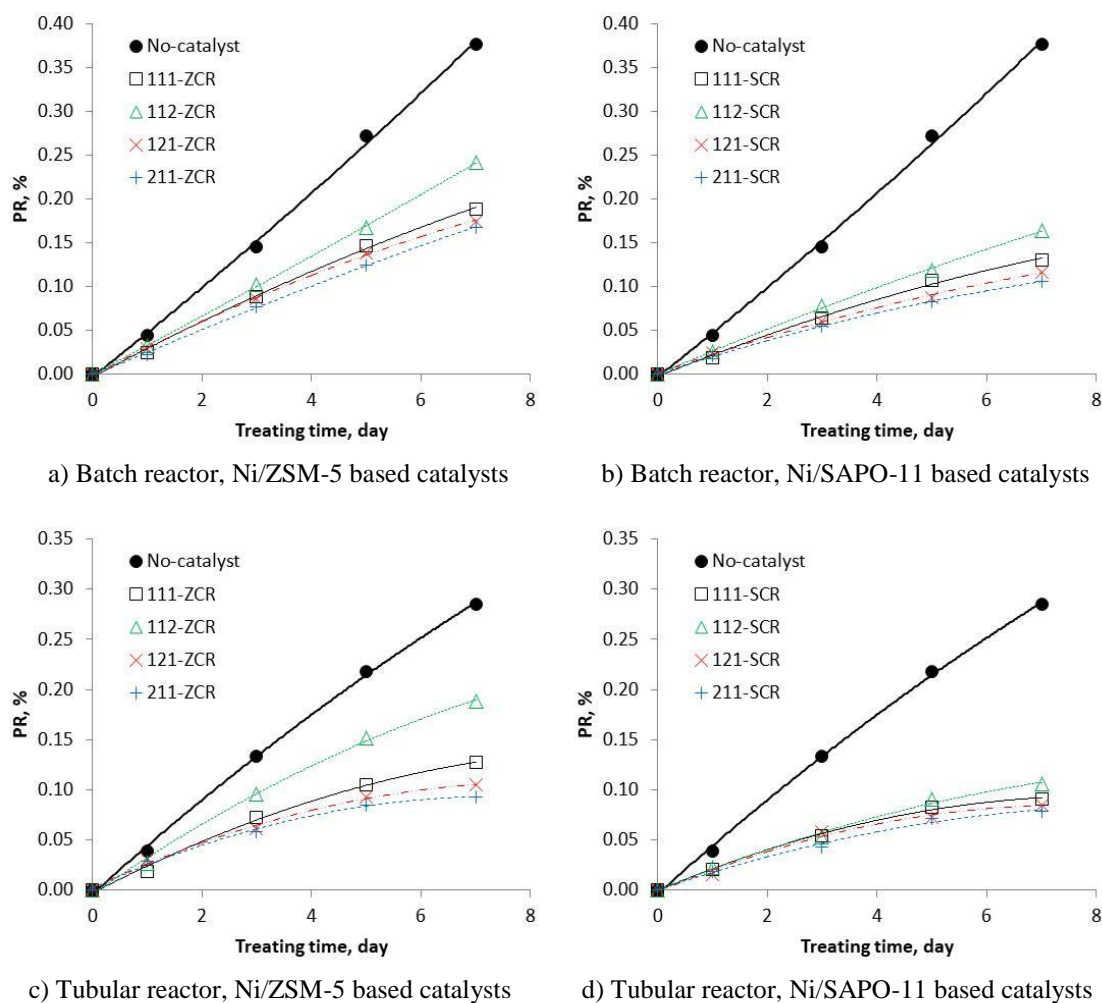 0.40
0.35
0.30
0.25
0.20
0.15
0.10
0.05
0.00
PR, %
No-catalyst
111-ZCR
112-ZCR
121-ZCR
211-ZCR
0 2 4 6 8
Treating time, day
a) Batch reactor, Ni/ZSM-5 based catalysts
0.40
0.35
0.30
0.25
0.20
0.15
0.10
0.05
0.00
PR, %
No-catalyst
111-SCR
112-SCR
121-SCR
211-SCR
0 2 4 6 8
Treating time, day
b) Batch reactor, Ni/SAPO-11 based catalysts
0.35
0.30
0.25
0.20
0.15
0.10
0.05
0.00
PR, %
No-catalyst
111-ZCR
112-ZCR
121-ZCR
211-ZCR
0 2 4 6 8
Treating time, day
c) Tubular reactor, Ni/ZSM-5 based catalysts
0.35
0.30
0.25
0.20
0.15
0.10
0.05
0.00
PR, %
No-catalyst
111-SCR
112-SCR
121-SCR
211-SCR
0 2 4 6 8
Treating time, day
d) Tubular reactor, Ni/SAPO-11 based catalysts